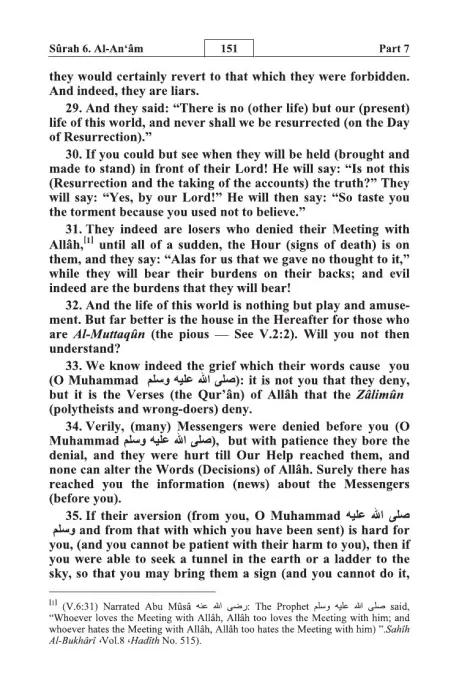 Sûrah 6. Al-An‘âm 151 Part 7
they would certainly revert to that which they were forbidden.
And indeed, they are liars.
29. And they said: “There is no (other life) but our (present)
life of this world, and never shall we be resurrected (on the Day
of Resurrection).”
30. If you could but see when they will be held (brought and
made to stand) in front of their Lord! He will say: “Is not this
(Resurrection and the taking of the accounts) the truth?” They
will say: “Yes, by our Lord!” He will then say: “So taste you
the torment because you used not to believe.”
31. They indeed are losers who denied their Meeting with
Allâh,[1] until all of a sudden, the Hour (signs of death) is on
them, and they say: “Alas for us that we gave no thought to it,”
while they will bear their burdens on their backs; and evil
indeed are the burdens that they will bear!
32. And the life of this world is nothing but play and amuse-
ment. But far better is the house in the Hereafter for those who
are Al-Muttaqûn (the pious — See V.2:2). Will you not then
understand?
33. We know indeed the grief which their words cause you
(O Muhammad صلى الله عليه وسلم): it is not you that they deny,
but it is the Verses (the Qur’ân) of Allâh that the Zâlimûn
(polytheists and wrong-doers) deny.
34. Verily, (many) Messengers were denied before you (O
Muhammad صلى الله عليه وسلم), but with patience they bore the
denial, and they were hurt till Our Help reached them, and
none can alter the Words (Decisions) of Allâh. Surely there has
reached you the information (news) about the Messengers
(before you).
35. If their aversion (from you, O Muhammad صلى الله عليه
وسلم and from that with which you have been sent) is hard for
you, (and you cannot be patient with their harm to you), then if
you were able to seek a tunnel in the earth or a ladder to the
sky, so that you may bring them a sign (and you cannot do it,
[1] (V.6:31) Narrated Abu Mûsâ رضى الله عنه: The Prophet صلى الله عليه وسلم said,
“Whoever loves the Meeting with Allâh, Allâh too loves the Meeting with him; and
whoever hates the Meeting with Allâh, Allâh too hates the Meeting with him) ”.Sahîh
Al-Bukhârî ،Vol.8 ،Hadîth No. 515).